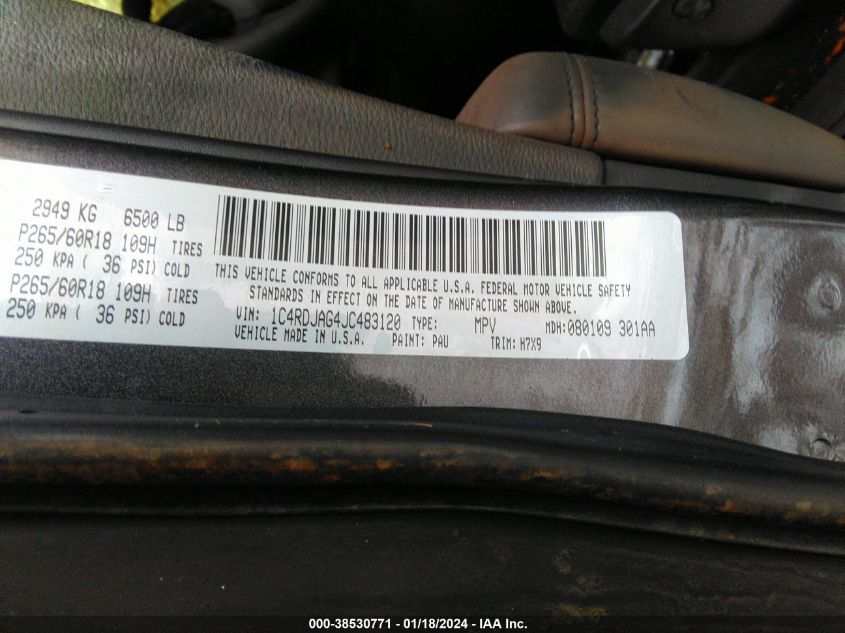 2949 KG 6500 LB
P265/60R18 109H TIRES
250 KPA ( 36 PSI) COLD
P265/60R18 109H TIRES
250 KPA ( 36 PSI) COLD
THIS VEHICLE CONFORMS TO ALL APPLICABLE U.S.A. FEDERAL MOTOR VEHICLE SAFETY
STANDARDS IN EFFECT ON THE DATE OF MANUFACTURE SHOWN ABOVE.
VIN: 1C4RDJAG4JC483120 TYPE: MPV MDH:080109 301AA
VEHICLE MADE IN U.S.A. PAINT: PAU TRIM: H7X9
000-38530771 - 01/18/2024 - IAA Inc.